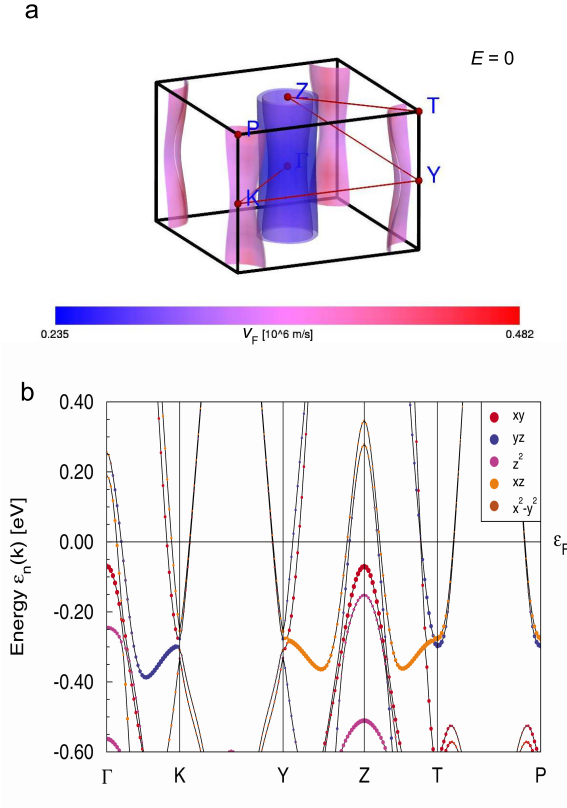 a
E = 0
Z
T
P
Γ
Y
K
0.235
v_F [10^6 m/s]
0.482
b
0.40
xy
yz
z²
xz
x²-y²
0.20
0.00
ε_F
-0.20
-0.40
-0.60
Energy ε_n(k) [eV]
Γ K Y Z T P